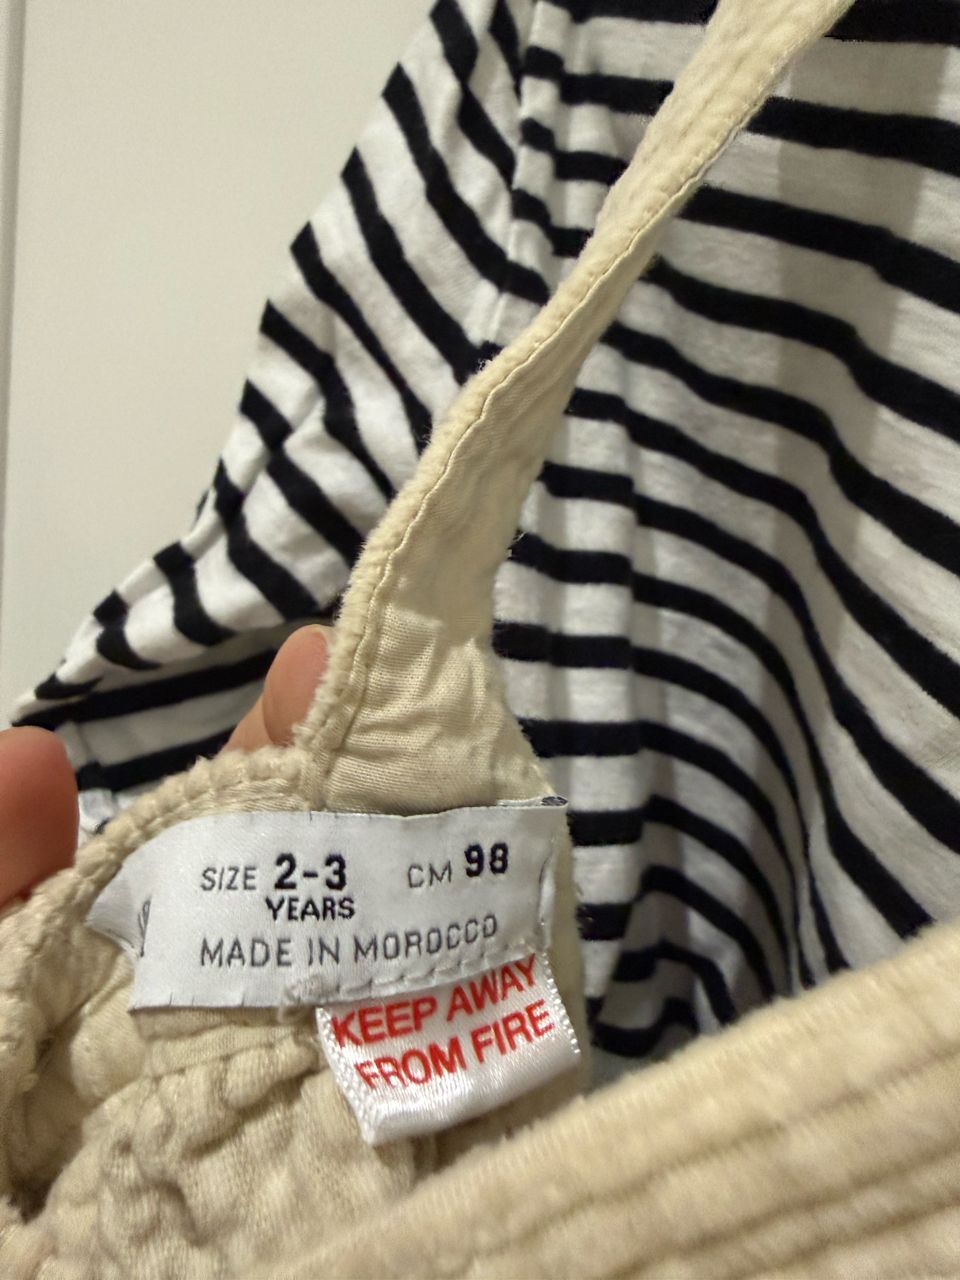 SIZE 2-3 CM 98
YEARS
MADE IN MOROCCO
KEEP AWAY
FROM FIRE